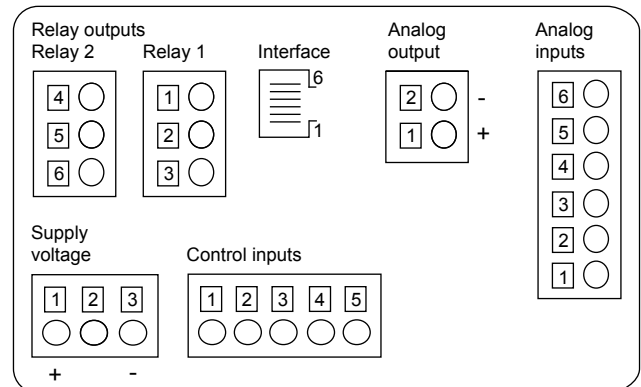 Relay outputs
Relay 2
Relay 1
Interface
Analog
output
Analog
inputs
4
5
6
1
2
3
6
1
2 -
1 +
6
5
4
3
2
1
Supply
voltage
Control inputs
1 2 3
+ -
1 2 3 4 5